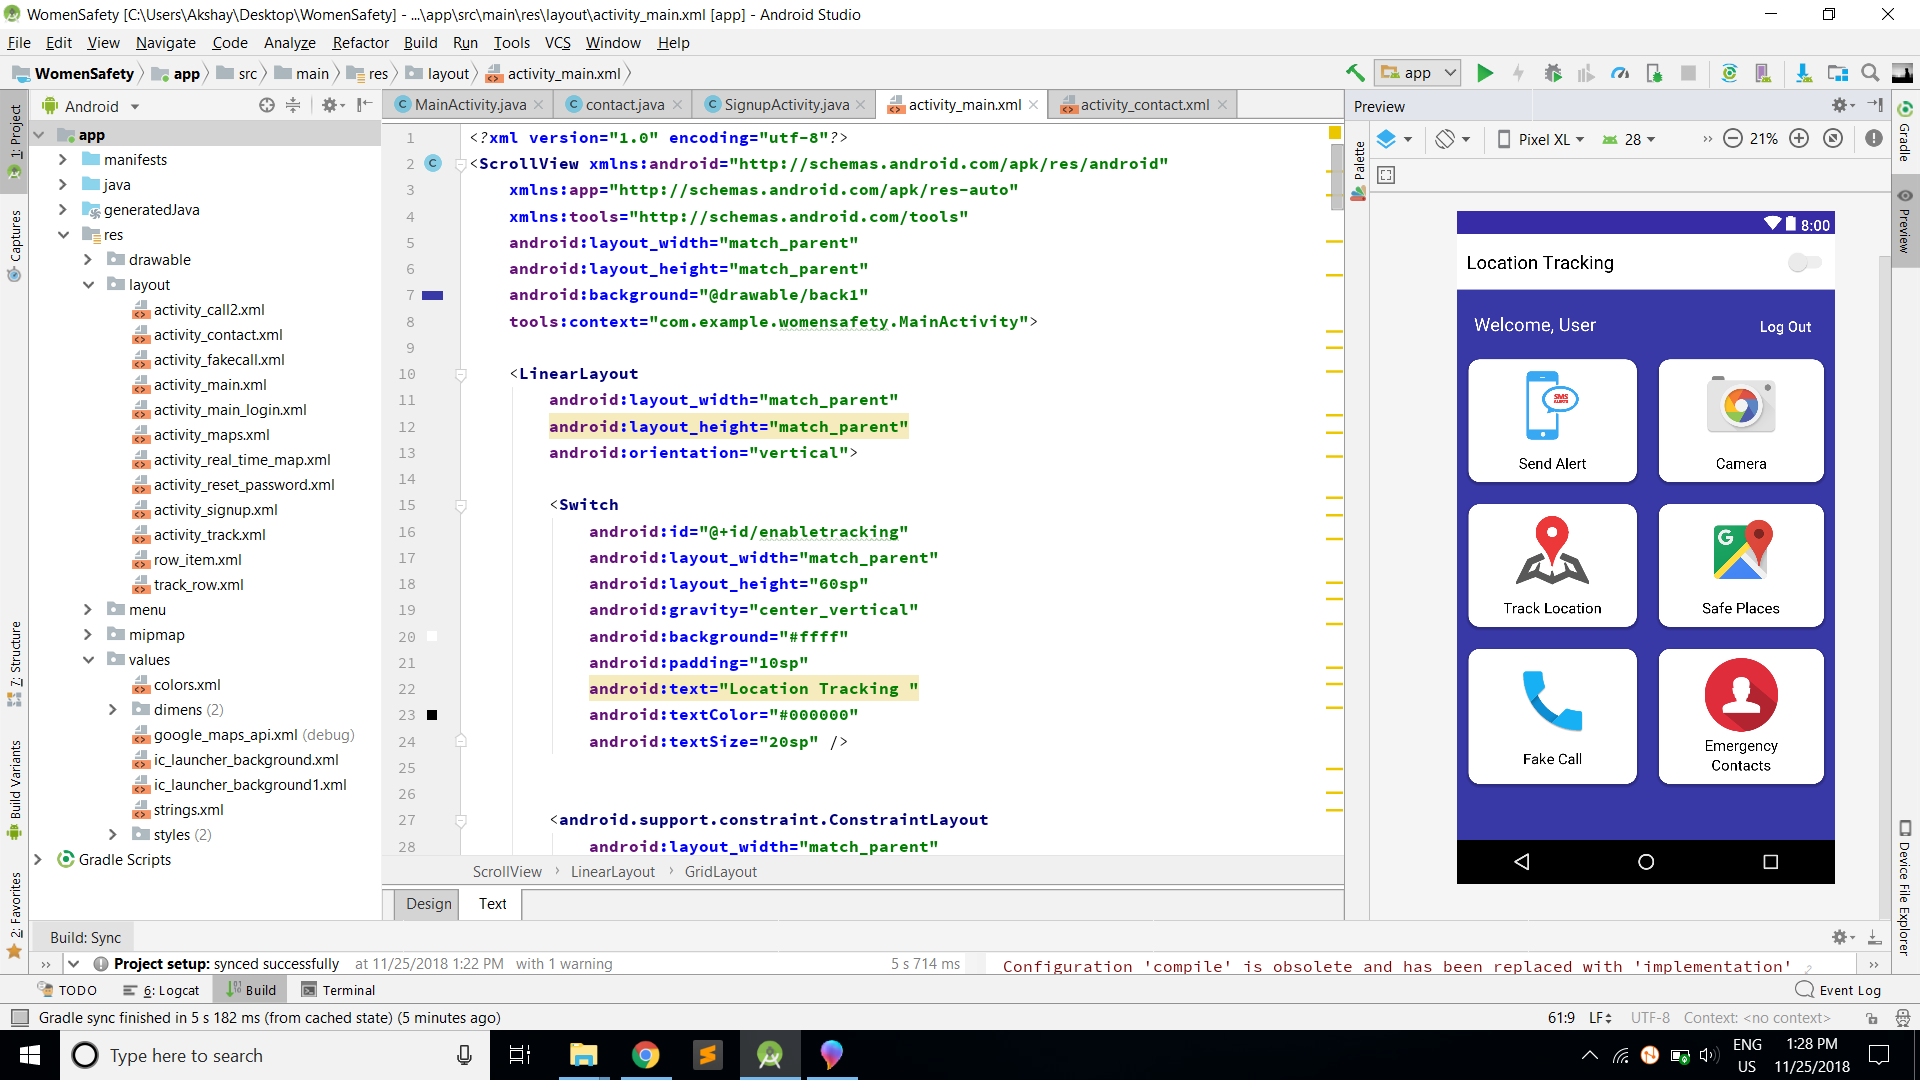 WomenSafety [C:\Users\Akshay\Desktop\WomenSafety] - ...\app\src\main\res\layout\activity_main.xml [app] - Android Studio
File Edit View Navigate Code Analyze Refactor Build Run Tools VCS Window Help
WomenSafety app src main res layout activity_main.xml
app
Android
MainActivity.java contact.java SignupActivity.java activity_main.xml activity_contact.xml
Preview
Pixel XL 28 21%
1: Project
Captures
7: Structure
Build Variants
2: Favorites
app
manifests
java
generatedJava
res
drawable
layout
activity_call2.xml
activity_contact.xml
activity_fakecall.xml
activity_main.xml
activity_main_login.xml
activity_maps.xml
activity_real_time_map.xml
activity_reset_password.xml
activity_signup.xml
activity_track.xml
row_item.xml
track_row.xml
menu
mipmap
values
colors.xml
dimens (2)
google_maps_api.xml (debug)
ic_launcher_background.xml
ic_launcher_background1.xml
strings.xml
styles (2)
Gradle Scripts
1 <?xml version="1.0" encoding="utf-8"?>
2 <ScrollView xmlns:android="http://schemas.android.com/apk/res/android"
3 xmlns:app="http://schemas.android.com/apk/res-auto"
4 xmlns:tools="http://schemas.android.com/tools"
5 android:layout_width="match_parent"
6 android:layout_height="match_parent"
7 android:background="@drawable/back1"
8 tools:context="com.example.womensafety.MainActivity">
9
10 <LinearLayout
11 android:layout_width="match_parent"
12 android:layout_height="match_parent"
13 android:orientation="vertical">
14
15 <Switch
16 android:id="@+id/enabletracking"
17 android:layout_width="match_parent"
18 android:layout_height="60sp"
19 android:gravity="center_vertical"
20 android:background="#ffff"
21 android:padding="10sp"
22 android:text="Location Tracking "
23 android:textColor="#000000"
24 android:textSize="20sp" />
25
26
27 <android.support.constraint.ConstraintLayout
28 android:layout_width="match_parent"
ScrollView › LinearLayout › GridLayout
Design Text
Palette
8:00
Location Tracking
Welcome, User Log Out
SMS ALERTS
Send Alert Camera
G
Track Location Safe Places
Fake Call Emergency Contacts
Gradle
Preview
Device File Explorer
Build: Sync
Project setup: synced successfully at 11/25/2018 1:22 PM with 1 warning 5 s 714 ms
Configuration 'compile' is obsolete and has been replaced with 'implementation'
TODO 6: Logcat Build Terminal Event Log
Gradle sync finished in 5 s 182 ms (from cached state) (5 minutes ago) 61:9 LF UTF-8 Context: <no context>
Type here to search
ENG US
1:28 PM
11/25/2018